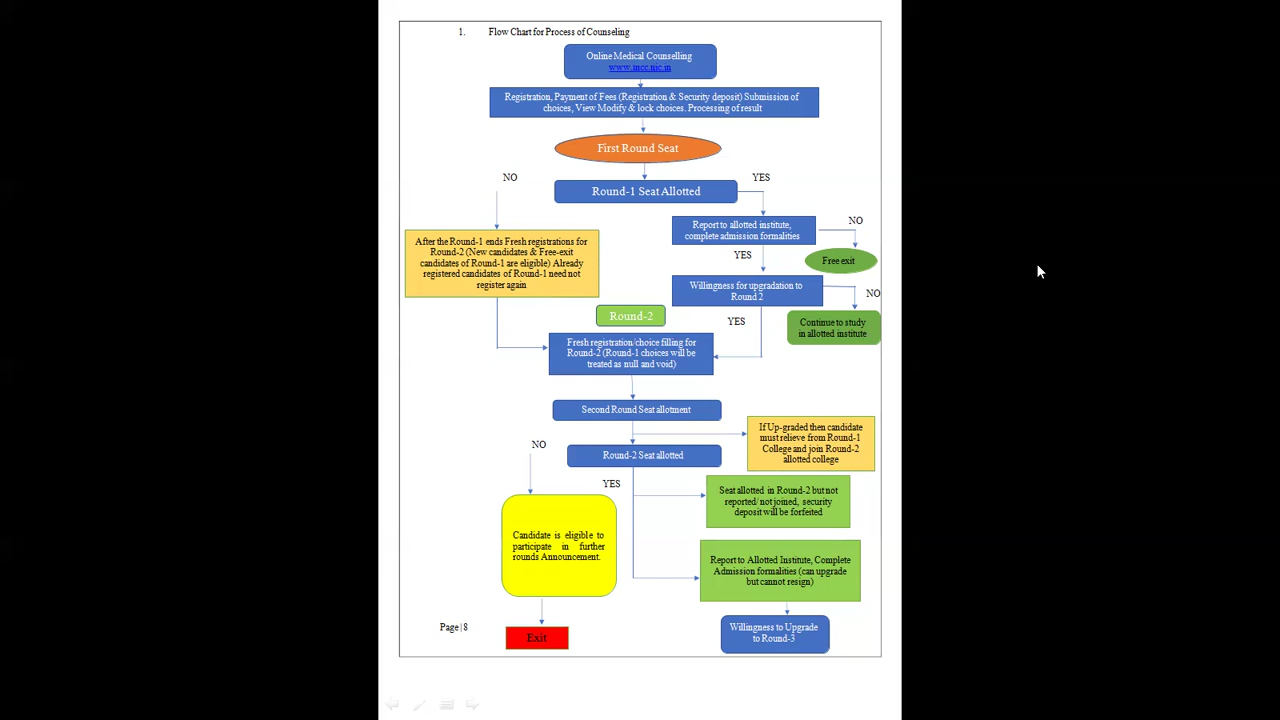 1. Flow Chart for Process of Counseling
Online Medical Counselling
www.mcc.nic.in
Registration, Payment of Fees (Registration & Security deposit) Submission of
choices, View Modify & lock choices. Processing of result
First Round Seat
NO
YES
Round-1 Seat Allotted
Report to allotted institute,
complete admission formalities
NO
After the Round-1 ends Fresh registrations for
Round-2 (New candidates & Free-exit
candidates of Round-1 are eligible) Already
registered candidates of Round-1 need not
register again
YES
Free exit
Willingness for upgradation to
Round 2
NO
Round-2
YES
Continue to study
in allotted institute
Fresh registration/choice filling for
Round-2 (Round-1 choices will be
treated as null and void)
Second Round Seat allotment
If Up-graded then candidate
must relieve from Round-1
College and join Round-2
allotted college
NO
Round-2 Seat allotted
YES
Seat allotted in Round-2 but not
reported/ not joined, security
deposit will be forfeited
Candidate is eligible to
participate in further
rounds Announcement.
Report to Allotted Institute, Complete
Admission formalities (can upgrade
but cannot resign)
Page | 8
Exit
Willingness to Upgrade
to Round-3